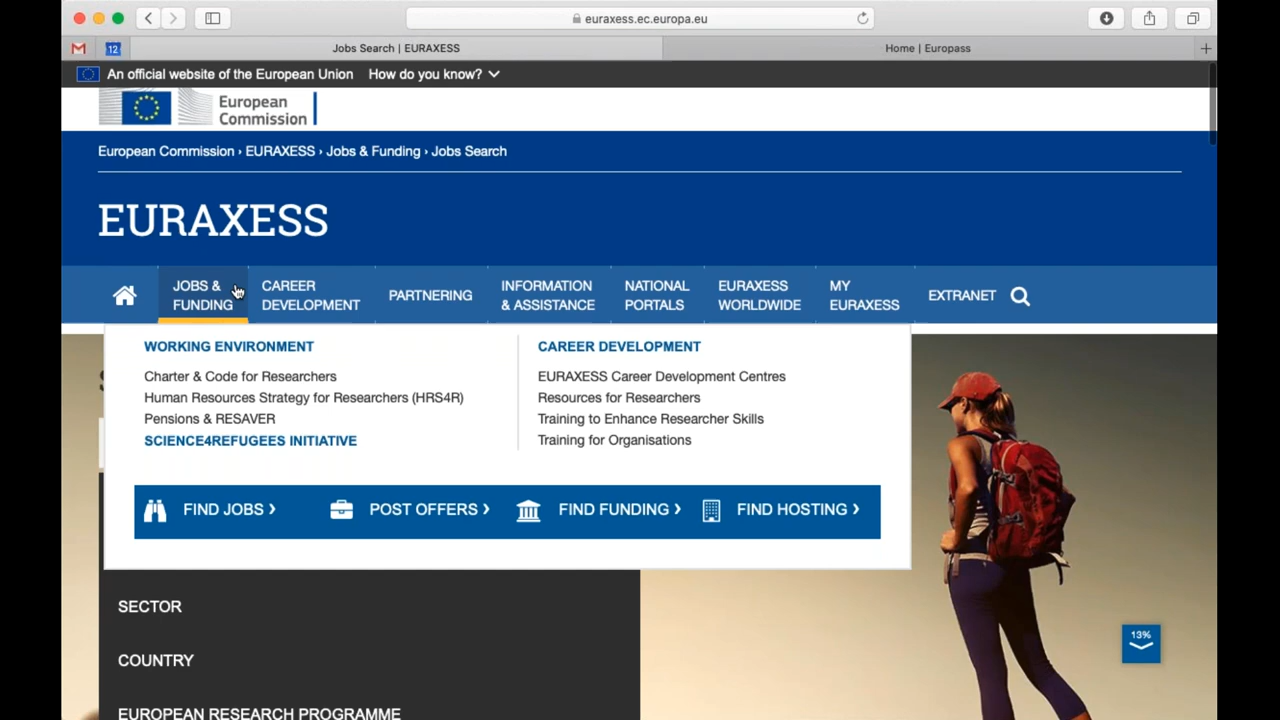 euraxess.ec.europa.eu
12
Jobs Search | EURAXESS
Home | Europass
An official website of the European Union How do you know?
European
Commission
European Commission › EURAXESS › Jobs & Funding › Jobs Search
EURAXESS
JOBS &
FUNDING
CAREER
DEVELOPMENT
PARTNERING
INFORMATION
& ASSISTANCE
NATIONAL
PORTALS
EURAXESS
WORLDWIDE
MY
EURAXESS
EXTRANET
WORKING ENVIRONMENT
Charter & Code for Researchers
Human Resources Strategy for Researchers (HRS4R)
Pensions & RESAVER
SCIENCE4REFUGEES INITIATIVE
CAREER DEVELOPMENT
EURAXESS Career Development Centres
Resources for Researchers
Training to Enhance Researcher Skills
Training for Organisations
FIND JOBS ›
POST OFFERS ›
FIND FUNDING ›
FIND HOSTING ›
SECTOR
COUNTRY
EUROPEAN RESEARCH PROGRAMME
13%